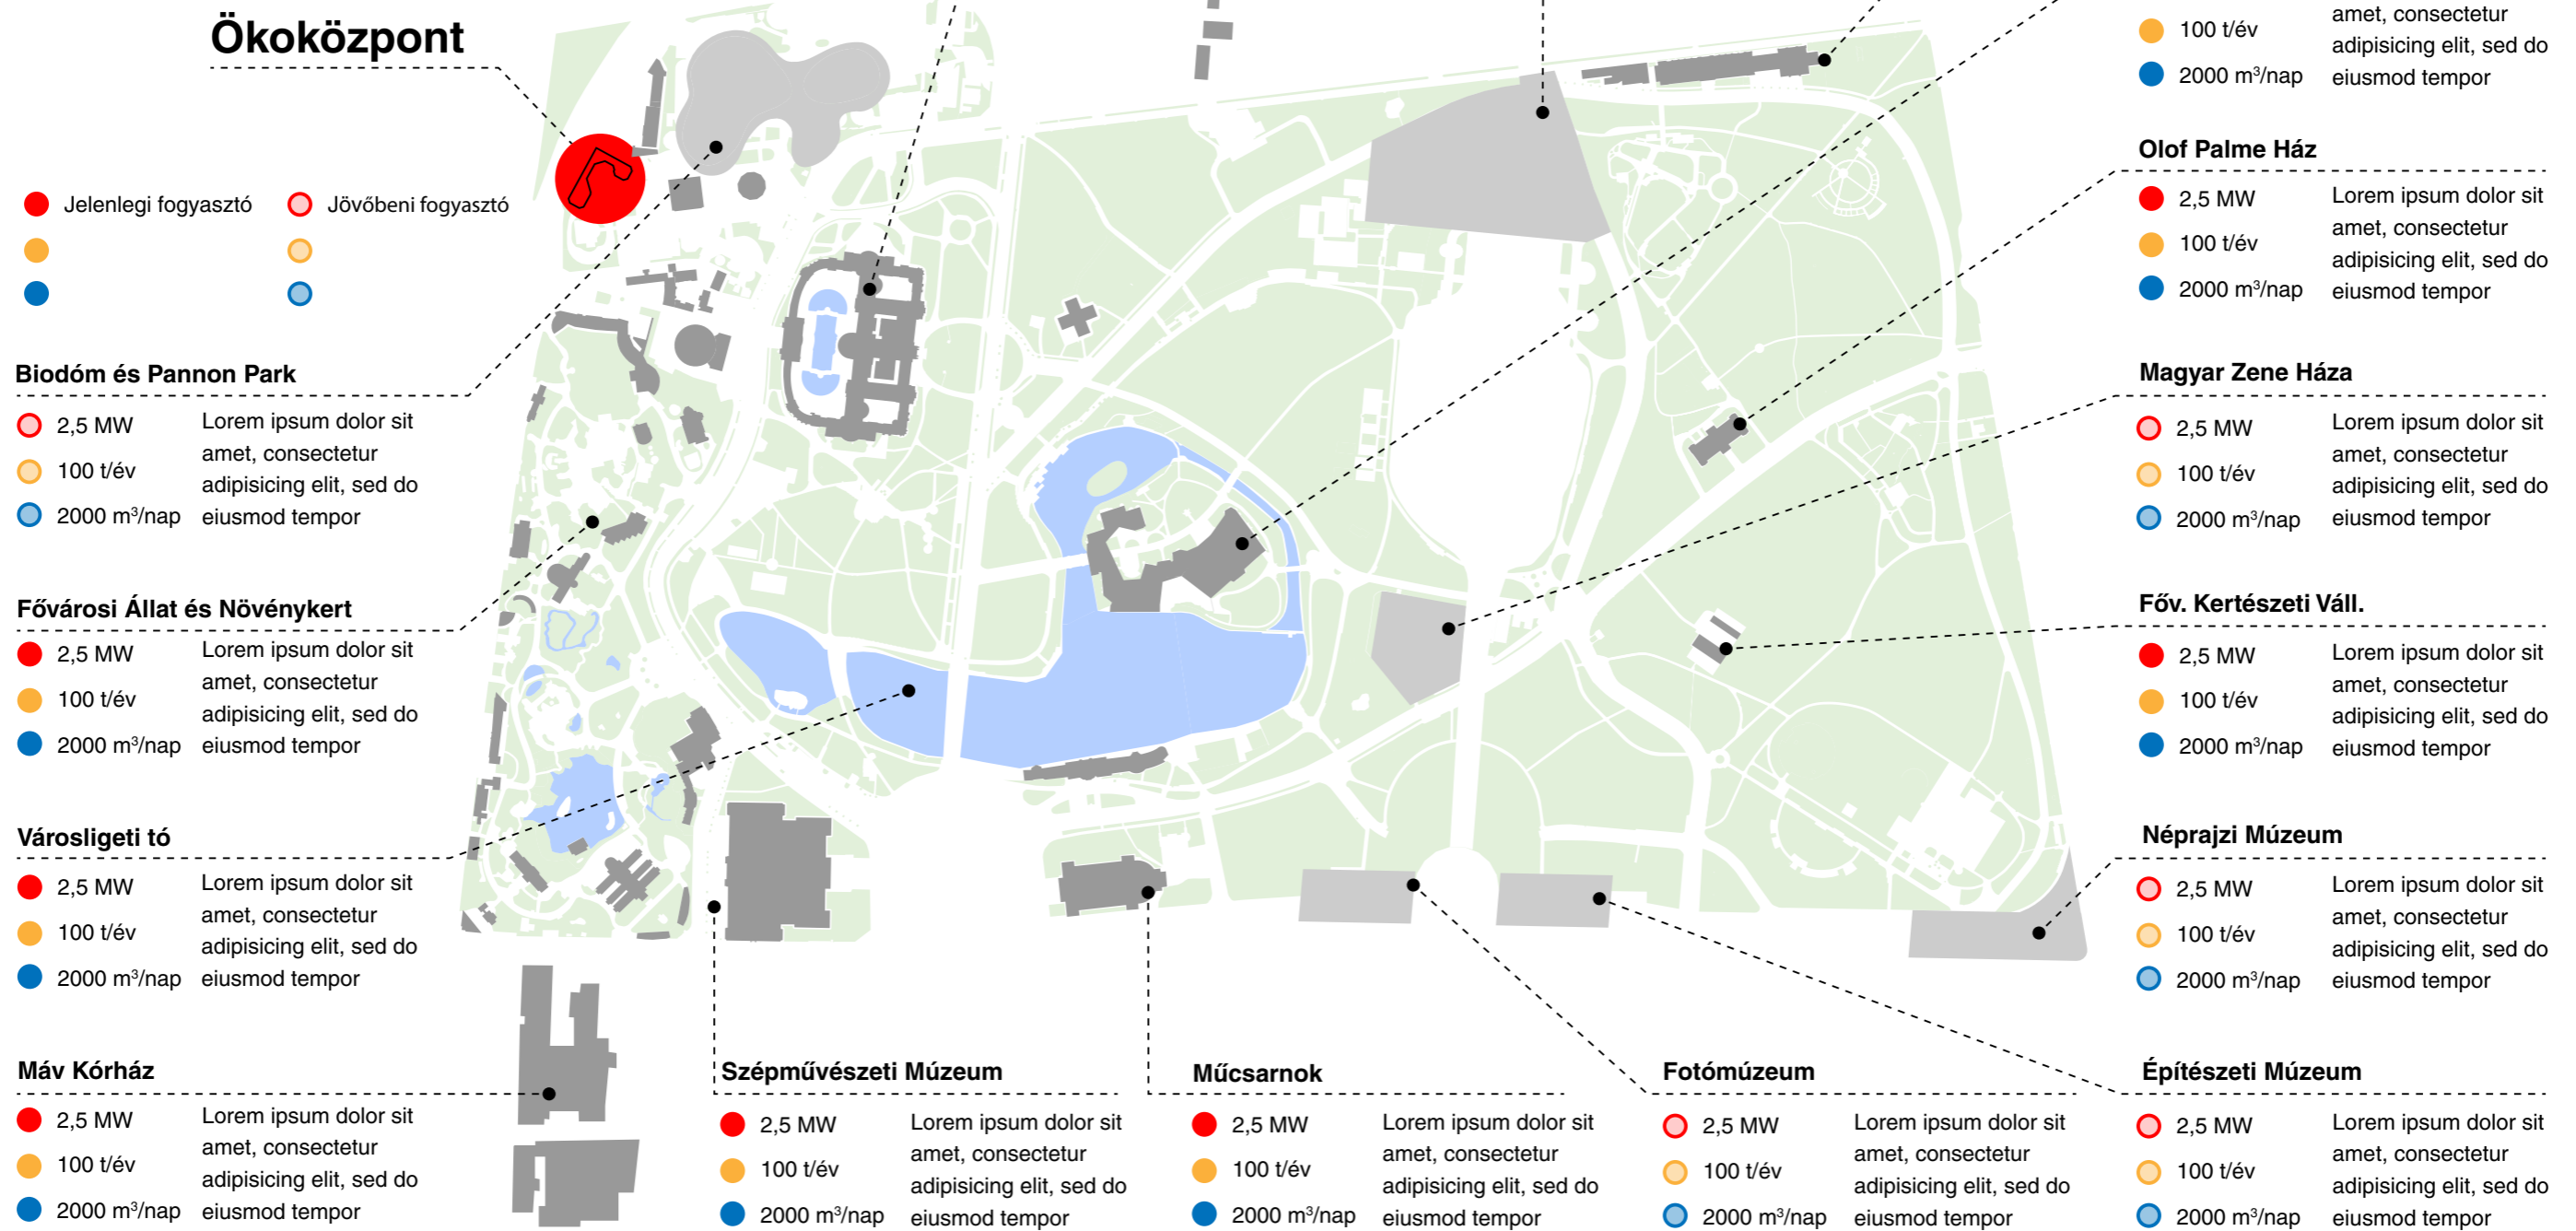 Ökoközpont
Jelenlegi fogyasztó
Jövőbeni fogyasztó
Biodóm és Pannon Park
2,5 MW
100 t/év
2000 m³/nap
Lorem ipsum dolor sit
amet, consectetur
adipisicing elit, sed do
eiusmod tempor
Fővárosi Állat és Növénykert
2,5 MW
100 t/év
2000 m³/nap
Lorem ipsum dolor sit
amet, consectetur
adipisicing elit, sed do
eiusmod tempor
Városligeti tó
2,5 MW
100 t/év
2000 m³/nap
Lorem ipsum dolor sit
amet, consectetur
adipisicing elit, sed do
eiusmod tempor
Máv Kórház
2,5 MW
100 t/év
2000 m³/nap
Lorem ipsum dolor sit
amet, consectetur
adipisicing elit, sed do
eiusmod tempor
Szépművészeti Múzeum
2,5 MW
100 t/év
2000 m³/nap
Lorem ipsum dolor sit
amet, consectetur
adipisicing elit, sed do
eiusmod tempor
Műcsarnok
2,5 MW
100 t/év
2000 m³/nap
Lorem ipsum dolor sit
amet, consectetur
adipisicing elit, sed do
eiusmod tempor
Fotómúzeum
2,5 MW
100 t/év
2000 m³/nap
Lorem ipsum dolor sit
amet, consectetur
adipisicing elit, sed do
eiusmod tempor
100 t/év
2000 m³/nap
amet, consectetur
adipisicing elit, sed do
eiusmod tempor
Olof Palme Ház
2,5 MW
100 t/év
2000 m³/nap
Lorem ipsum dolor sit
amet, consectetur
adipisicing elit, sed do
eiusmod tempor
Magyar Zene Háza
2,5 MW
100 t/év
2000 m³/nap
Lorem ipsum dolor sit
amet, consectetur
adipisicing elit, sed do
eiusmod tempor
Főv. Kertészeti Váll.
2,5 MW
100 t/év
2000 m³/nap
Lorem ipsum dolor sit
amet, consectetur
adipisicing elit, sed do
eiusmod tempor
Néprajzi Múzeum
2,5 MW
100 t/év
2000 m³/nap
Lorem ipsum dolor sit
amet, consectetur
adipisicing elit, sed do
eiusmod tempor
Építészeti Múzeum
2,5 MW
100 t/év
2000 m³/nap
Lorem ipsum dolor sit
amet, consectetur
adipisicing elit, sed do
eiusmod tempor